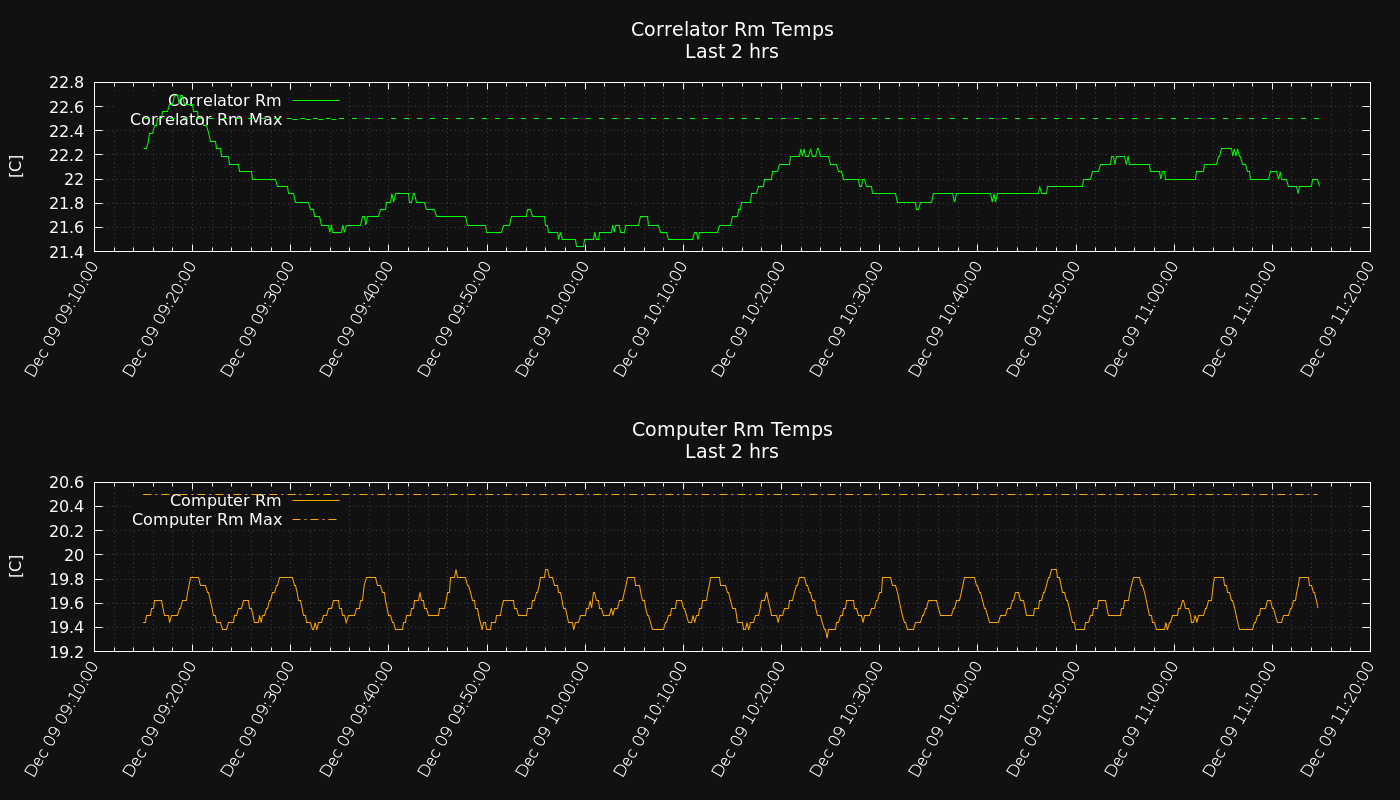 Correlator Rm Temps
Last 2 hrs
22.8
22.6
22.4
22.2
22
21.8
21.6
21.4
[C]
Correlator Rm
Correlator Rm Max
Dec 09 09:10:00
Dec 09 09:20:00
Dec 09 09:30:00
Dec 09 09:40:00
Dec 09 09:50:00
Dec 09 10:00:00
Dec 09 10:10:00
Dec 09 10:20:00
Dec 09 10:30:00
Dec 09 10:40:00
Dec 09 10:50:00
Dec 09 11:00:00
Dec 09 11:10:00
Dec 09 11:20:00
Computer Rm Temps
Last 2 hrs
20.6
20.4
20.2
20
19.8
19.6
19.4
19.2
[C]
Computer Rm
Computer Rm Max
Dec 09 09:10:00
Dec 09 09:20:00
Dec 09 09:30:00
Dec 09 09:40:00
Dec 09 09:50:00
Dec 09 10:00:00
Dec 09 10:10:00
Dec 09 10:20:00
Dec 09 10:30:00
Dec 09 10:40:00
Dec 09 10:50:00
Dec 09 11:00:00
Dec 09 11:10:00
Dec 09 11:20:00